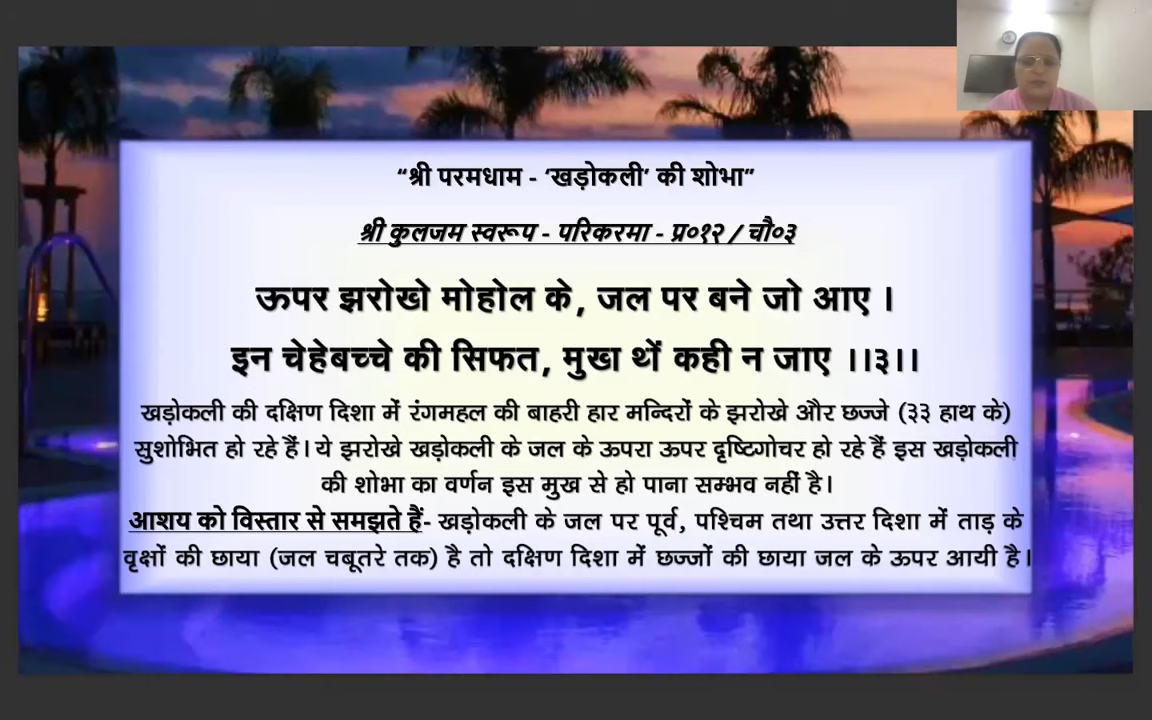 “श्री परमधाम - ‘खड़ोकली’ की शोभा”
श्री कुलजम स्वरूप - परिकरमा - प्र०१२ / चौ०३
ऊपर झरोखो मोहोल के, जल पर बने जो आए ।
इन चेहेबच्चे की सिफत, मुखा थें कही न जाए ।।३।।
खड़ोकली की दक्षिण दिशा में रंगमहल की बाहरी हार मन्दिरों के झरोखे और छज्जे (३३ हाथ के)
सुशोभित हो रहे हैं। ये झरोखे खड़ोकली के जल के ऊपरा ऊपर दृष्टिगोचर हो रहे हैं इस खड़ोकली
की शोभा का वर्णन इस मुख से हो पाना सम्भव नहीं है।
आशय को विस्तार से समझते हैं- खड़ोकली के जल पर पूर्व, पश्चिम तथा उत्तर दिशा में ताड़ के
वृक्षों की छाया (जल चबूतरे तक) है तो दक्षिण दिशा में छज्जों की छाया जल के ऊपर आयी है।